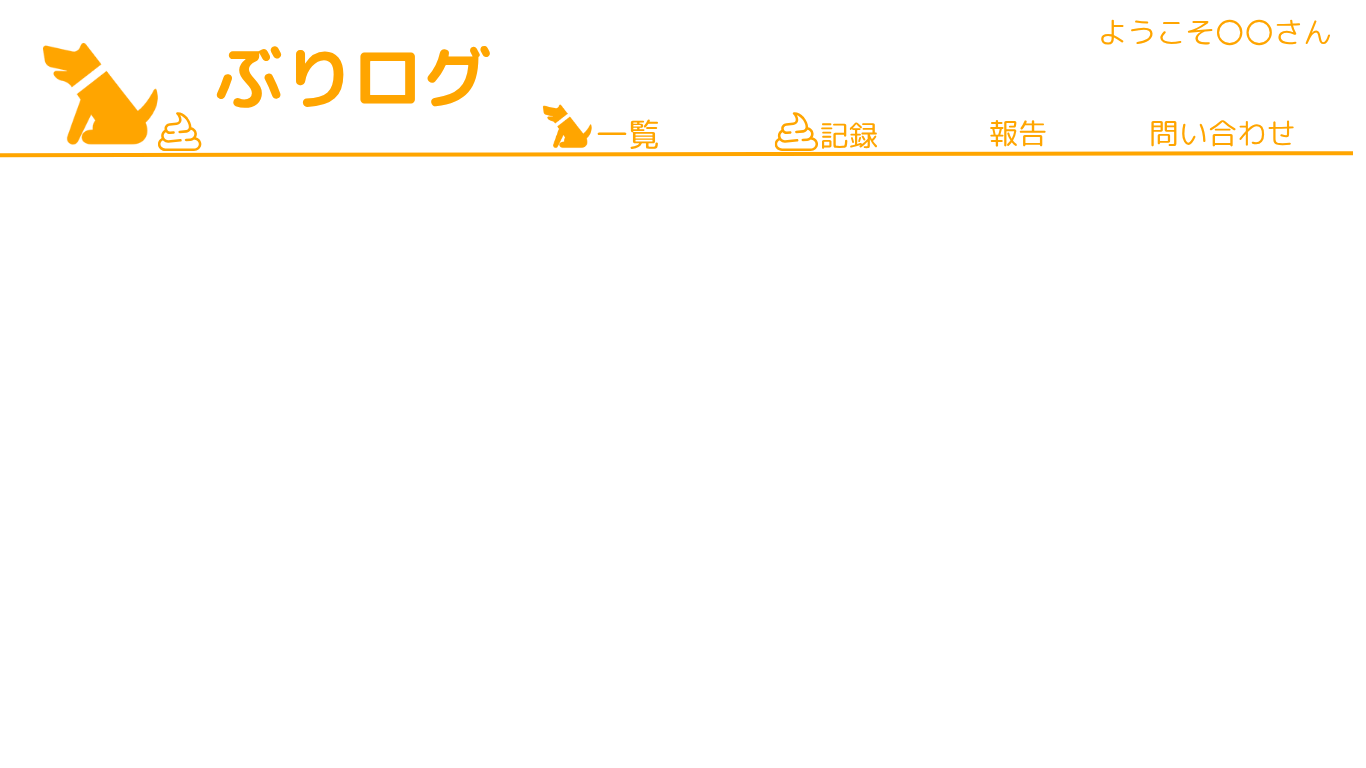 ようこそ〇〇さん
ぶりログ
一覧
記録
報告
問い合わせ